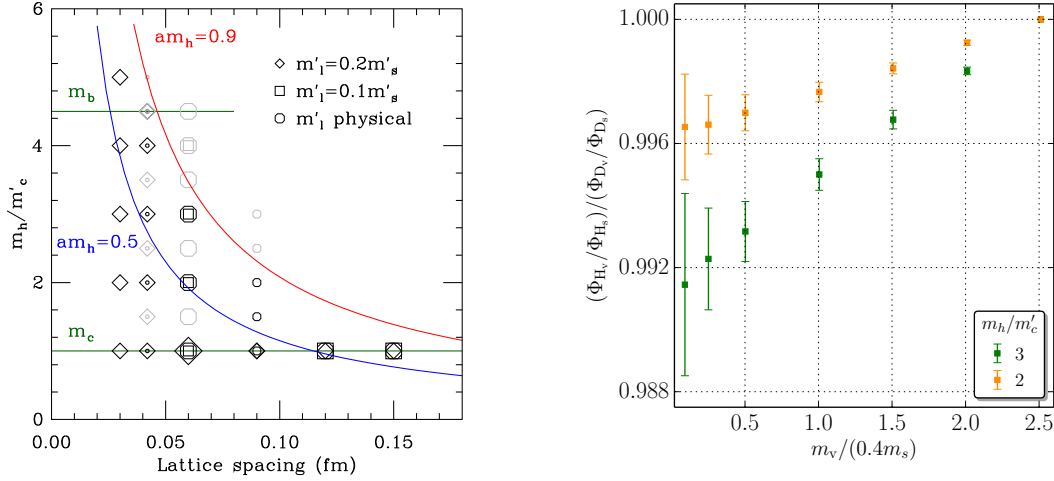 6
4
2
0
m_h/m′_c
0.00
0.05
0.10
0.15
Lattice spacing (fm)
am_h=0.9
am_h=0.5
m_b
m_c
m′_l=0.2m′_s
m′_l=0.1m′_s
m′_l physical
1.000
0.996
0.992
0.988
(Φ_{H_v}/Φ_{H_s})/(Φ_{D_v}/Φ_{D_s})
0.5
1.0
1.5
2.0
2.5
m_v/(0.4m_s)
m_h/m′_c
3
2